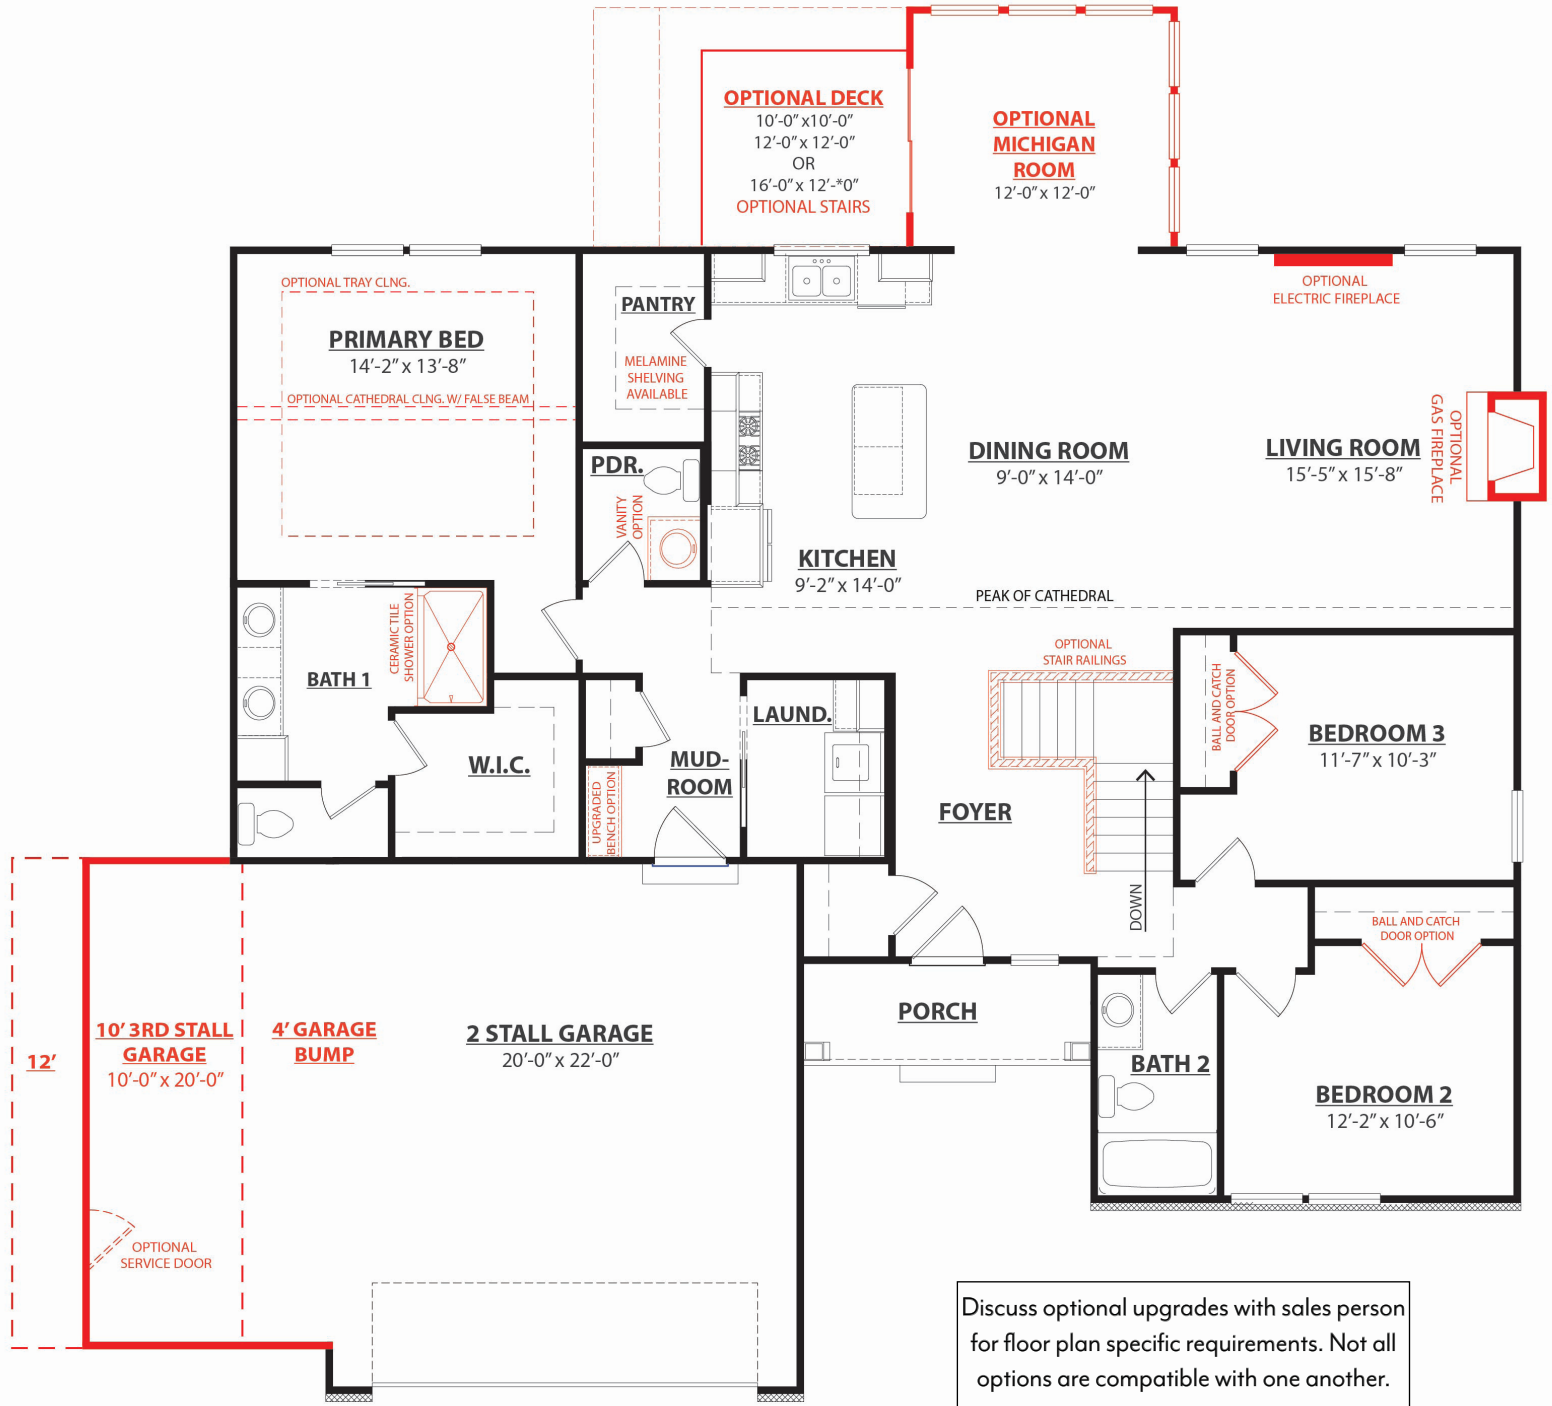 OPTIONAL DECK
10’-0” x10’-0”
12’-0” x 12’-0”
OR
16’-0” x 12’-*0”
OPTIONAL STAIRS
OPTIONAL
MICHIGAN
ROOM
12’-0” x 12’-0”
OPTIONAL TRAY CLNG.
PRIMARY BED
14’-2” x 13’-8”
OPTIONAL CATHEDRAL CLNG. W/ FALSE BEAM
PANTRY
MELAMINE
SHELVING
AVAILABLE
OPTIONAL
ELECTRIC FIREPLACE
PDR.
VANITY
OPTION
DINING ROOM
9’-0” x 14’-0”
LIVING ROOM
15’-5” x 15’-8”
OPTIONAL
GAS FIREPLACE
KITCHEN
9’-2” x 14’-0”
PEAK OF CATHEDRAL
CERAMIC TILE
SHOWER OPTION
BATH 1
OPTIONAL
STAIR RAILINGS
W.I.C.
MUD-
ROOM
UPGRADED
BENCH OPTION
LAUND.
FOYER
DOWN
BALL AND CATCH
DOOR OPTION
BEDROOM 3
11’-7” x 10’-3”
BALL AND CATCH
DOOR OPTION
12’
10’ 3RD STALL
GARAGE
10’-0” x 20’-0”
4’ GARAGE
BUMP
2 STALL GARAGE
20’-0” x 22’-0”
PORCH
BATH 2
BEDROOM 2
12’-2” x 10’-6”
OPTIONAL
SERVICE DOOR
Discuss optional upgrades with sales person
for floor plan specific requirements. Not all
options are compatible with one another.